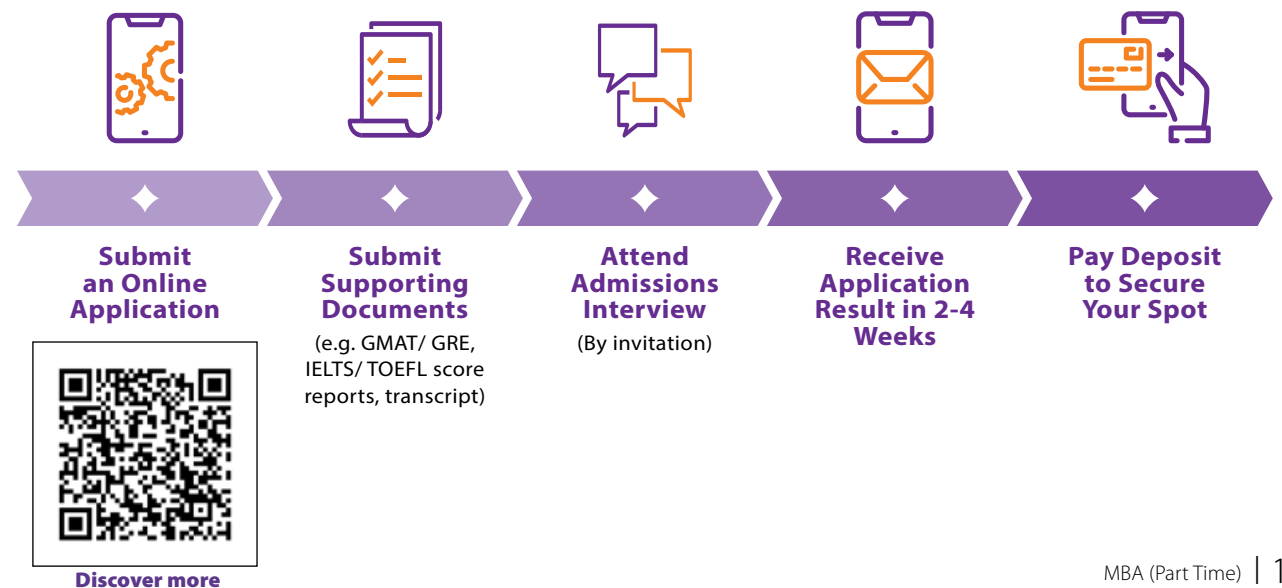 Submit
an Online
Application
Discover more
Submit
Supporting
Documents
(e.g. GMAT/ GRE,
IELTS/ TOEFL score
reports, transcript)
Attend
Admissions
Interview
(By invitation)
Receive
Application
Result in 2-4
Weeks
Pay Deposit
to Secure
Your Spot
MBA (Part Time) | 1